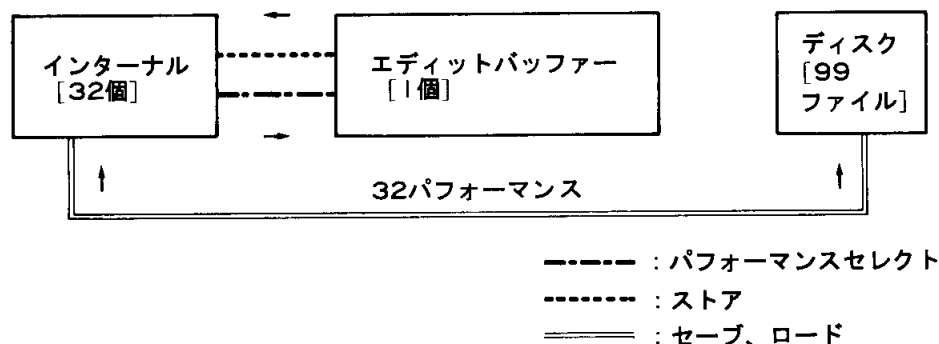 インターナル
[32個]
エディットバッファー
[1個]
ディスク
[99
ファイル]
32パフォーマンス
：パフォーマンスセレクト
：ストア
：セーブ、ロード